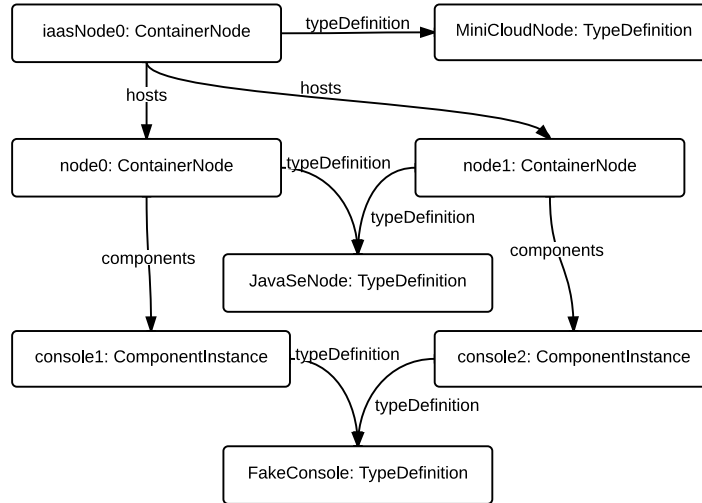 iaasNode0: ContainerNode
typeDefinition
MiniCloudNode: TypeDefinition
hosts
hosts
node0: ContainerNode
typeDefinition
node1: ContainerNode
typeDefinition
components
components
JavaSeNode: TypeDefinition
console1: ComponentInstance
typeDefinition
console2: ComponentInstance
typeDefinition
FakeConsole: TypeDefinition